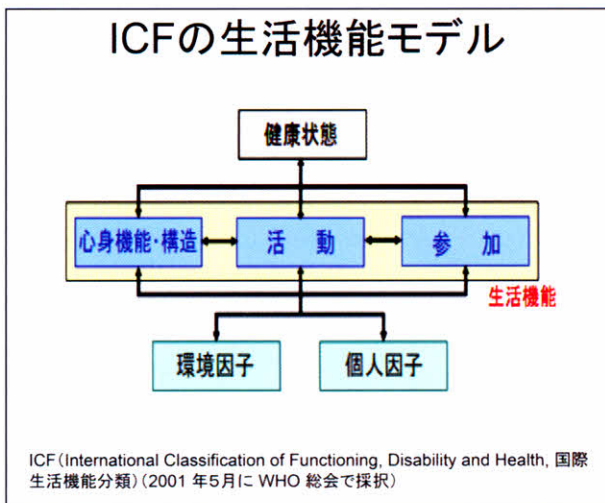 ICFの生活機能モデル
健康状態
心身機能・構造 活 動 参 加
生活機能
環境因子 個人因子
ICF(International Classification of Functioning, Disability and Health, 国際
生活機能分類)(2001 年5月に WHO 総会で採択)